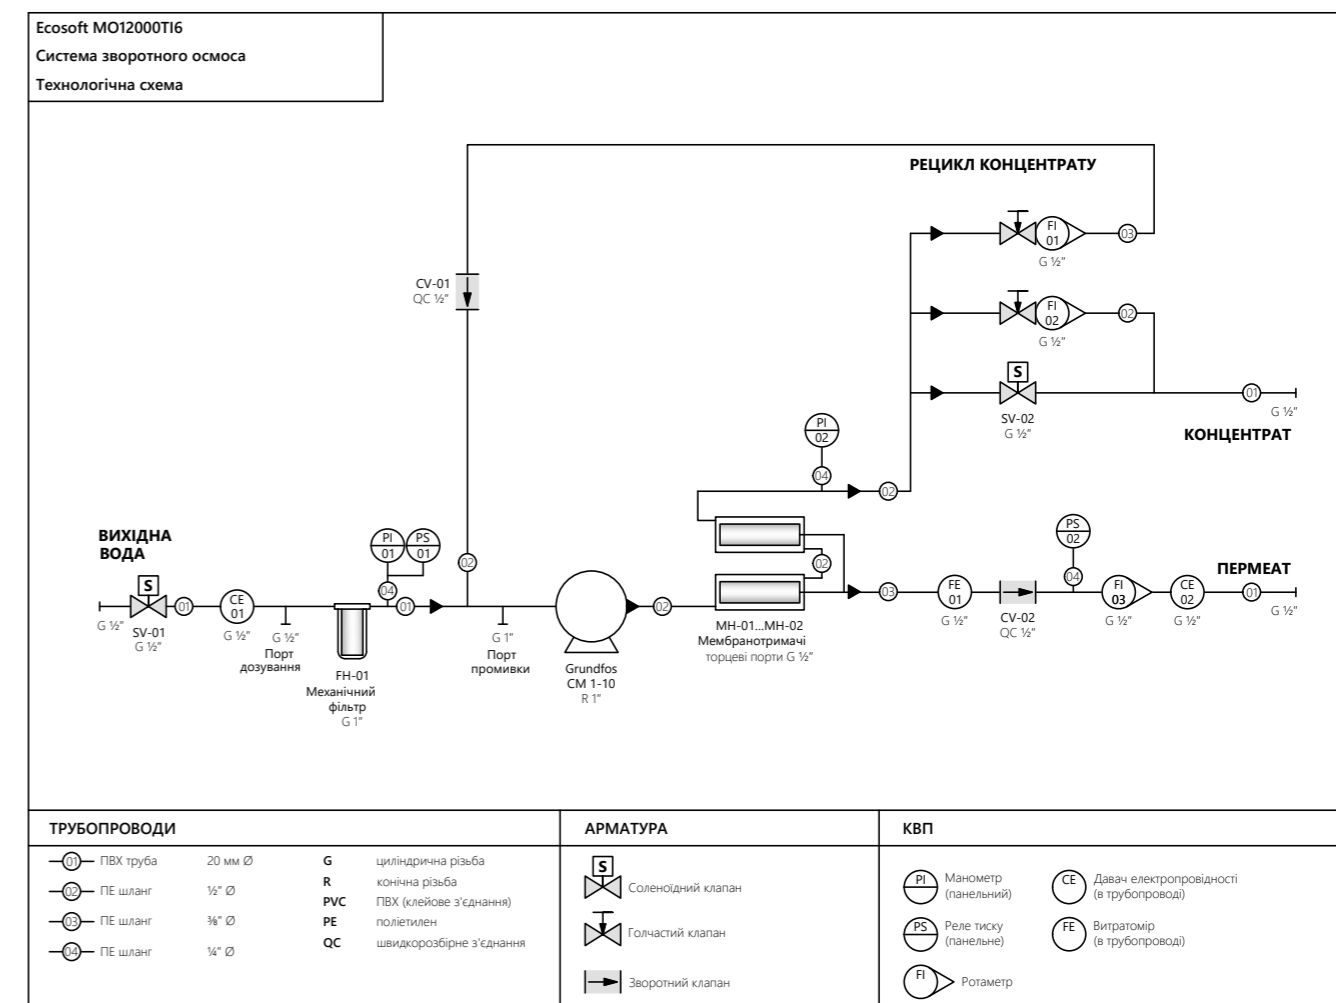 Ecosoft MO12000TI6
Система зворотного осмоса
Технологічна схема
РЕЦИКЛ КОНЦЕНТРАТУ
FI
01
03
G ½"
CV-01
QC ½"
FI
02
02
G ½"
S
SV-02
G ½"
01
G ½"
КОНЦЕНТРАТ
PI
02
04
02
ВИХІДНА
ВОДА
S
SV-01
G ½"
G ½"
01
CE
01
G ½"
G ½"
Порт
дозування
FH-01
Механічний
фільтр
G 1"
PI
01
PS
01
04
01
02
G 1"
Порт
промивки
Grundfos
CM 1-10
R 1"
02
02
MH-01...MH-02
Мембранотримачі
торцеві порти G ½"
03
FE
01
G ½"
CV-02
QC ½"
PS
02
04
FI
03
G ½"
CE
02
G ½"
ПЕРМЕАТ
01
G ½"
ТРУБОПРОВОДИ
01 ПВХ труба 20 мм Ø
02 ПЕ шланг ½" Ø
03 ПЕ шланг ⅜" Ø
04 ПЕ шланг ¼" Ø
G циліндрична різьба
R конічна різьба
PVC ПВХ (клейове з'єднання)
PE поліетилен
QC швидкорозбірне з'єднання
АРМАТУРА
S
Соленоїдний клапан
Голчастий клапан
Зворотний клапан
КВП
PI
Манометр
(панельний)
PS
Реле тиску
(панельне)
FI
Ротаметр
CE
Давач електропровідності
(в трубопроводі)
FE
Витратомір
(в трубопроводі)